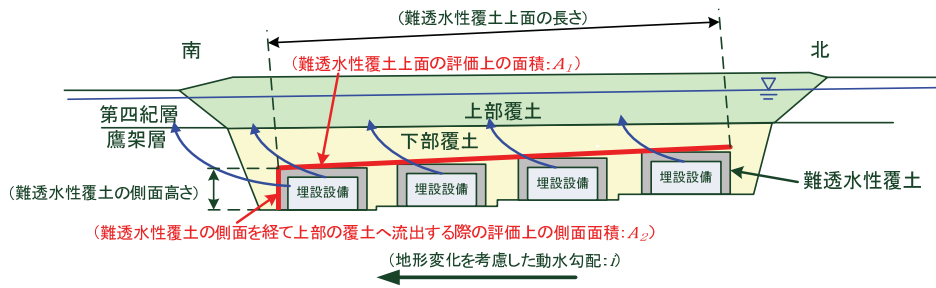 (難透水性覆土上面の長さ)
南
北
(難透水性覆土上面の評価上の面積:A1)
上部覆土
第四紀層
鷹架層
下部覆土
(難透水性覆土の側面高さ)
埋設設備
埋設設備
埋設設備
埋設設備
難透水性覆土
(難透水性覆土の側面を経て上部の覆土へ流出する際の評価上の側面面積:A2)
(地形変化を考慮した動水勾配:i)